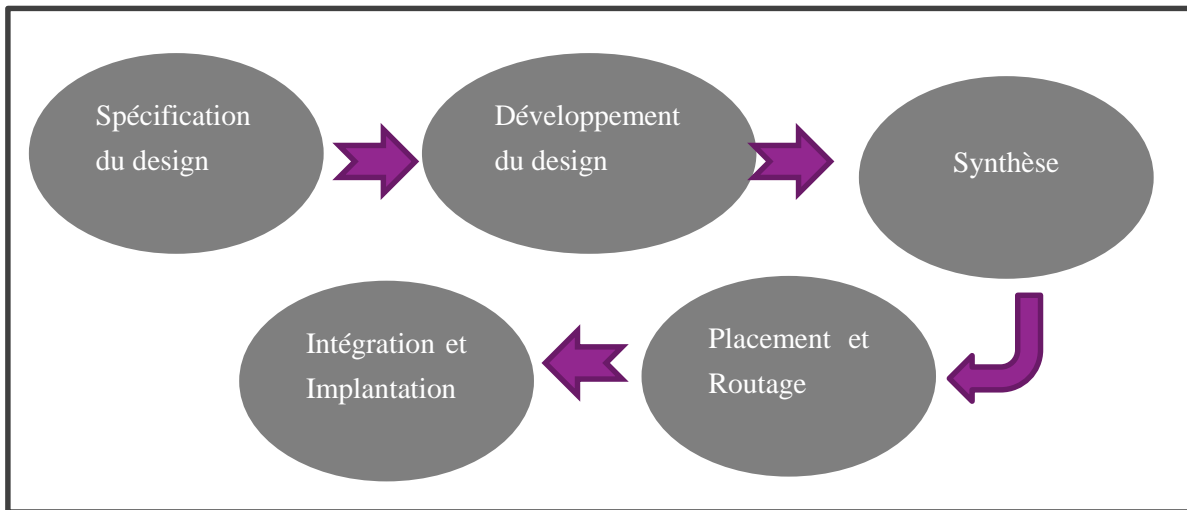 Spécification
du design
Développement
du design
Synthèse
Placement et
Routage
Intégration et
Implantation